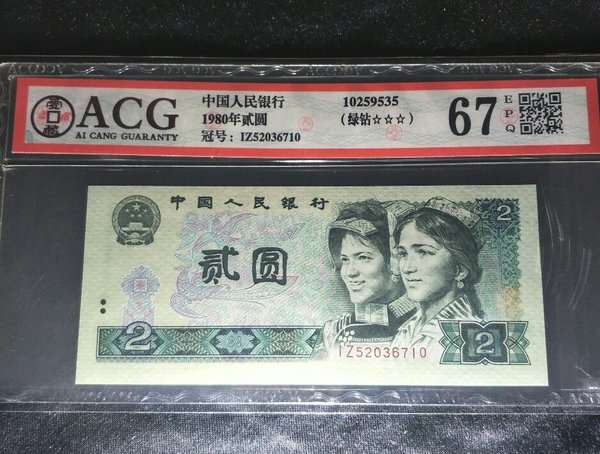 ACG
AI CANG GUARANTY
中国人民银行
1980年贰圆
冠号：IZ52036710
10259535
（绿钻☆☆☆）
67
EPQ
中国人民银行
贰圆
2
2
IZ52036710
2